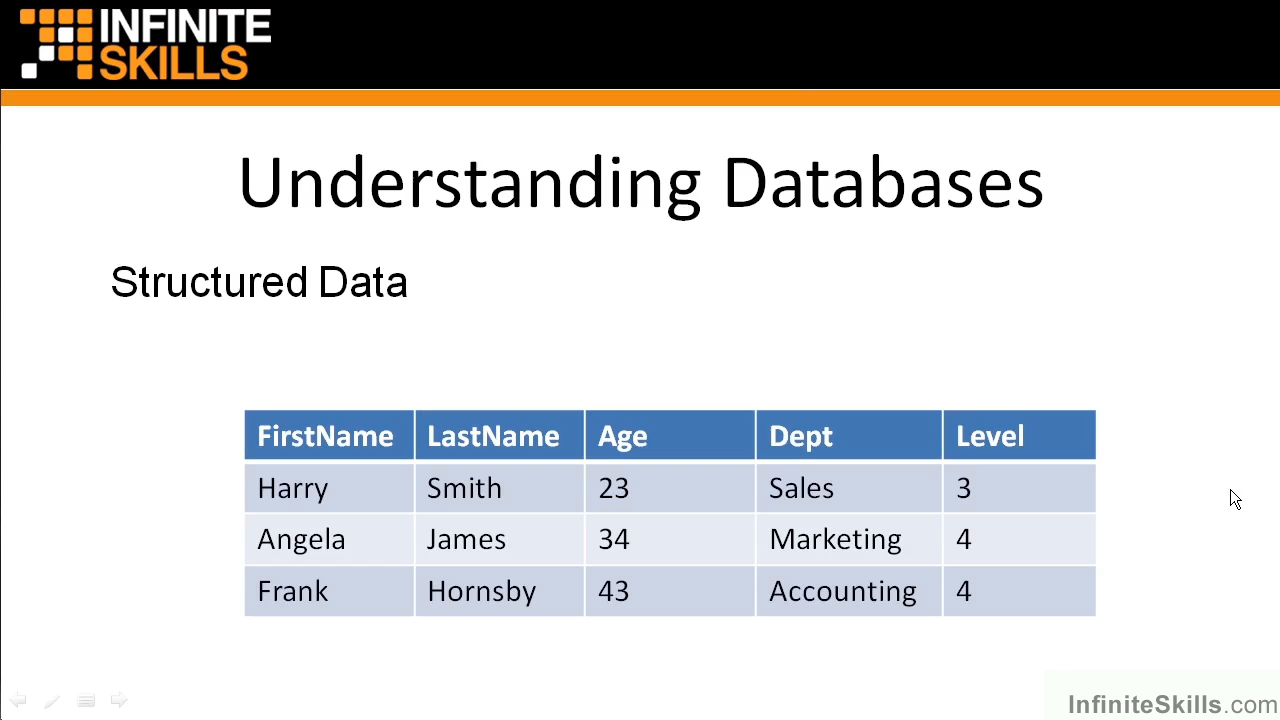 INFINITE
SKILLS
Understanding Databases
Structured Data
FirstName LastName Age Dept Level
Harry Smith 23 Sales 3
Angela James 34 Marketing 4
Frank Hornsby 43 Accounting 4
InfiniteSkills.com